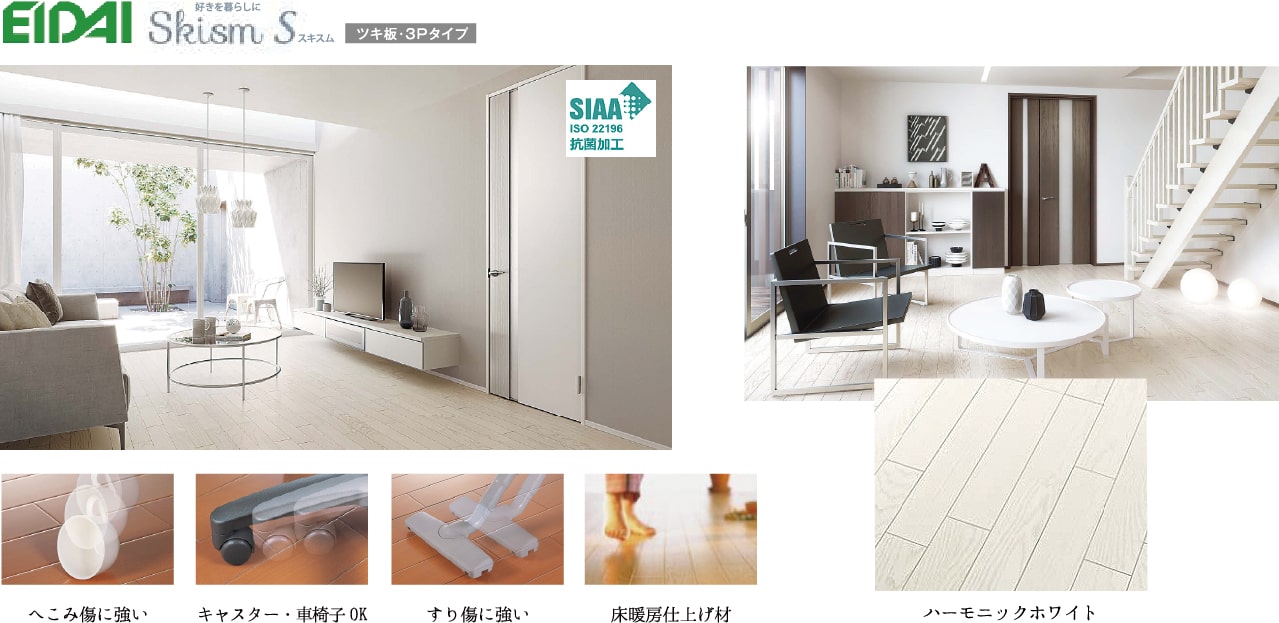 EIDAI
好きを暮らしに
Skism S スキスム
ツキ板・3Pタイプ
SIAA
ISO 22196
抗菌加工
A
へこみ傷に強い
キャスター・車椅子OK
すり傷に強い
床暖房仕上げ材
ハーモニックホワイト